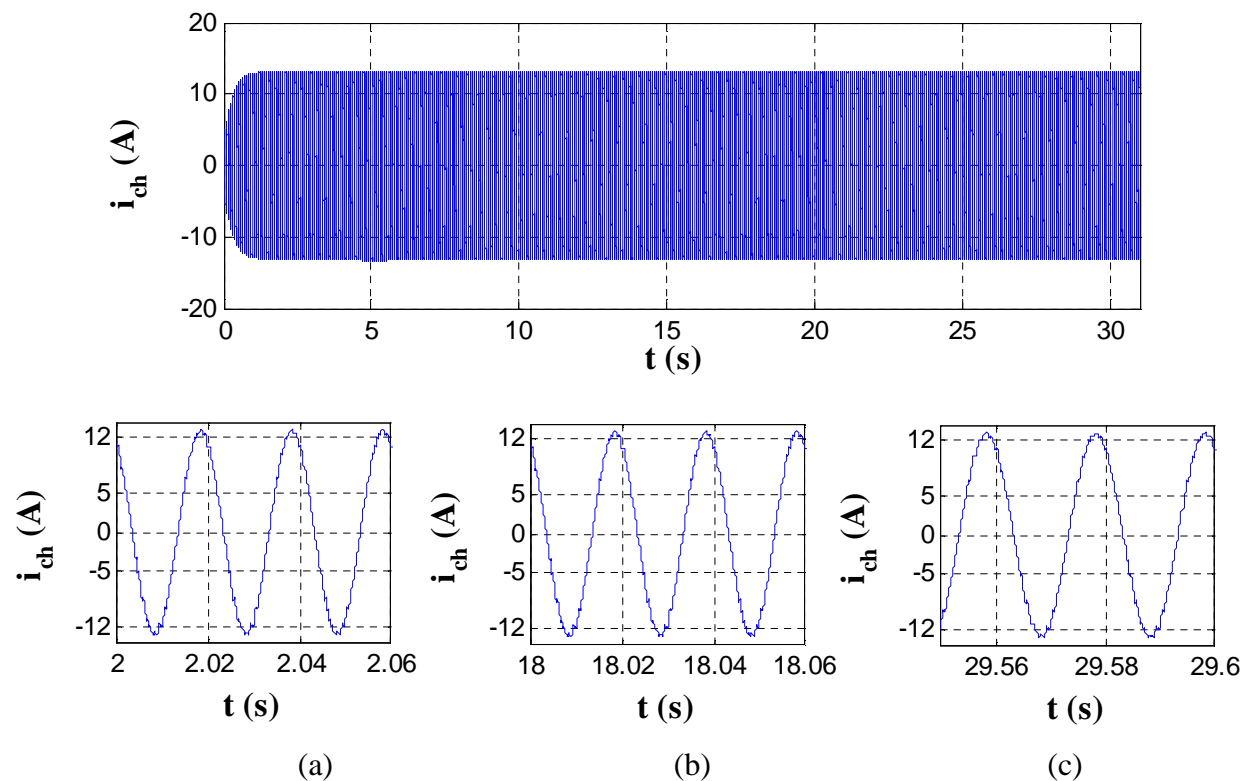 20
10
0
-10
-20
i_ch (A)
0 5 10 15 20 25 30
t (s)
12
5
0
-5
-12
i_ch (A)
2 2.02 2.04 2.06
t (s)
(a)
12
5
0
-5
-12
i_ch (A)
18 18.02 18.04 18.06
t (s)
(b)
12
5
0
-5
-12
i_ch (A)
29.56 29.58 29.6
t (s)
(c)